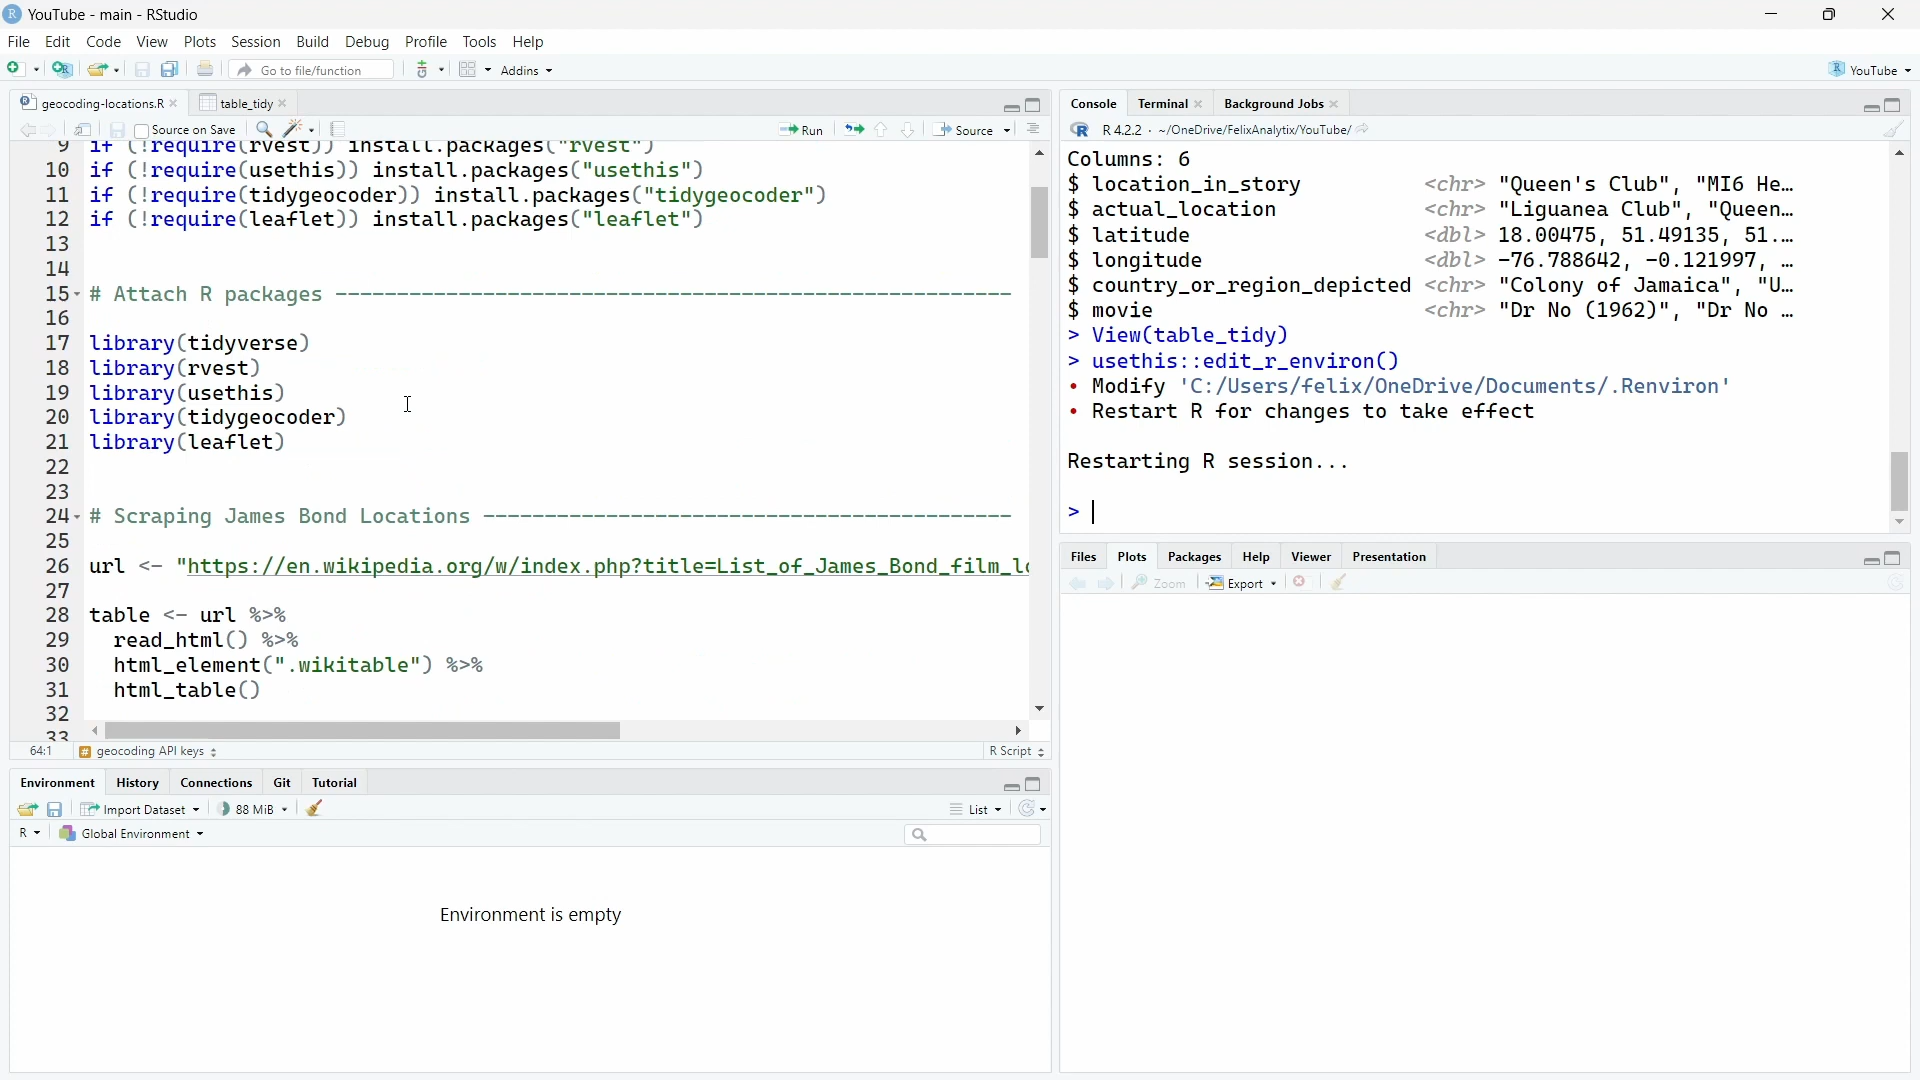 YouTube - main - RStudio
File Edit Code View Plots Session Build Debug Profile Tools Help
Go to file/function Addins YouTube
geocoding-locations.R table_tidy
Source on Save Run Source
9 if (!require(rvest)) install.packages("rvest")
10 if (!require(usethis)) install.packages("usethis")
11 if (!require(tidygeocoder)) install.packages("tidygeocoder")
12 if (!require(leaflet)) install.packages("leaflet")
13
14
15 # Attach R packages -------------------------------------------------------
16
17 library(tidyverse)
18 library(rvest)
19 library(usethis)
20 library(tidygeocoder)
21 library(leaflet)
22
23
24 # Scraping James Bond Locations -------------------------------------------
25
26 url <- "https://en.wikipedia.org/w/index.php?title=List_of_James_Bond_film_lo
27
28 table <- url %>%
29 read_html() %>%
30 html_element(".wikitable") %>%
31 html_table()
32
33
64:1 geocoding API keys R Script
Environment History Connections Git Tutorial
Import Dataset 88 MiB List
R Global Environment
Environment is empty
Console Terminal Background Jobs
R 4.2.2 · ~/OneDrive/FelixAnalytix/YouTube/
Columns: 6
$ location_in_story <chr> "Queen's Club", "MI6 He…
$ actual_location <chr> "Liguanea Club", "Queen…
$ latitude <dbl> 18.00475, 51.49135, 51.…
$ longitude <dbl> -76.788642, -0.121997, …
$ country_or_region_depicted <chr> "Colony of Jamaica", "U…
$ movie <chr> "Dr No (1962)", "Dr No …
> View(table_tidy)
> usethis::edit_r_environ()
• Modify 'C:/Users/felix/OneDrive/Documents/.Renviron'
• Restart R for changes to take effect
Restarting R session...
>
Files Plots Packages Help Viewer Presentation
Zoom Export